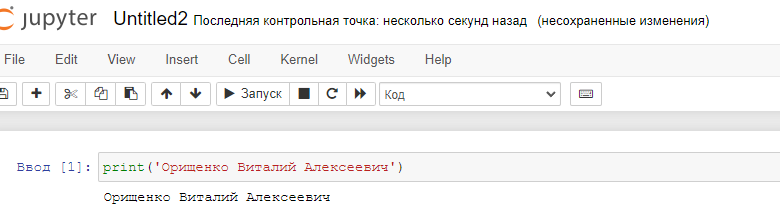 jupyter Untitled2 Последняя контрольная точка: несколько секунд назад (несохраненные изменения)
File Edit View Insert Cell Kernel Widgets Help
Запуск Код
Ввод [1]: print('Орищенко Виталий Алексеевич')
Орищенко Виталий Алексеевич